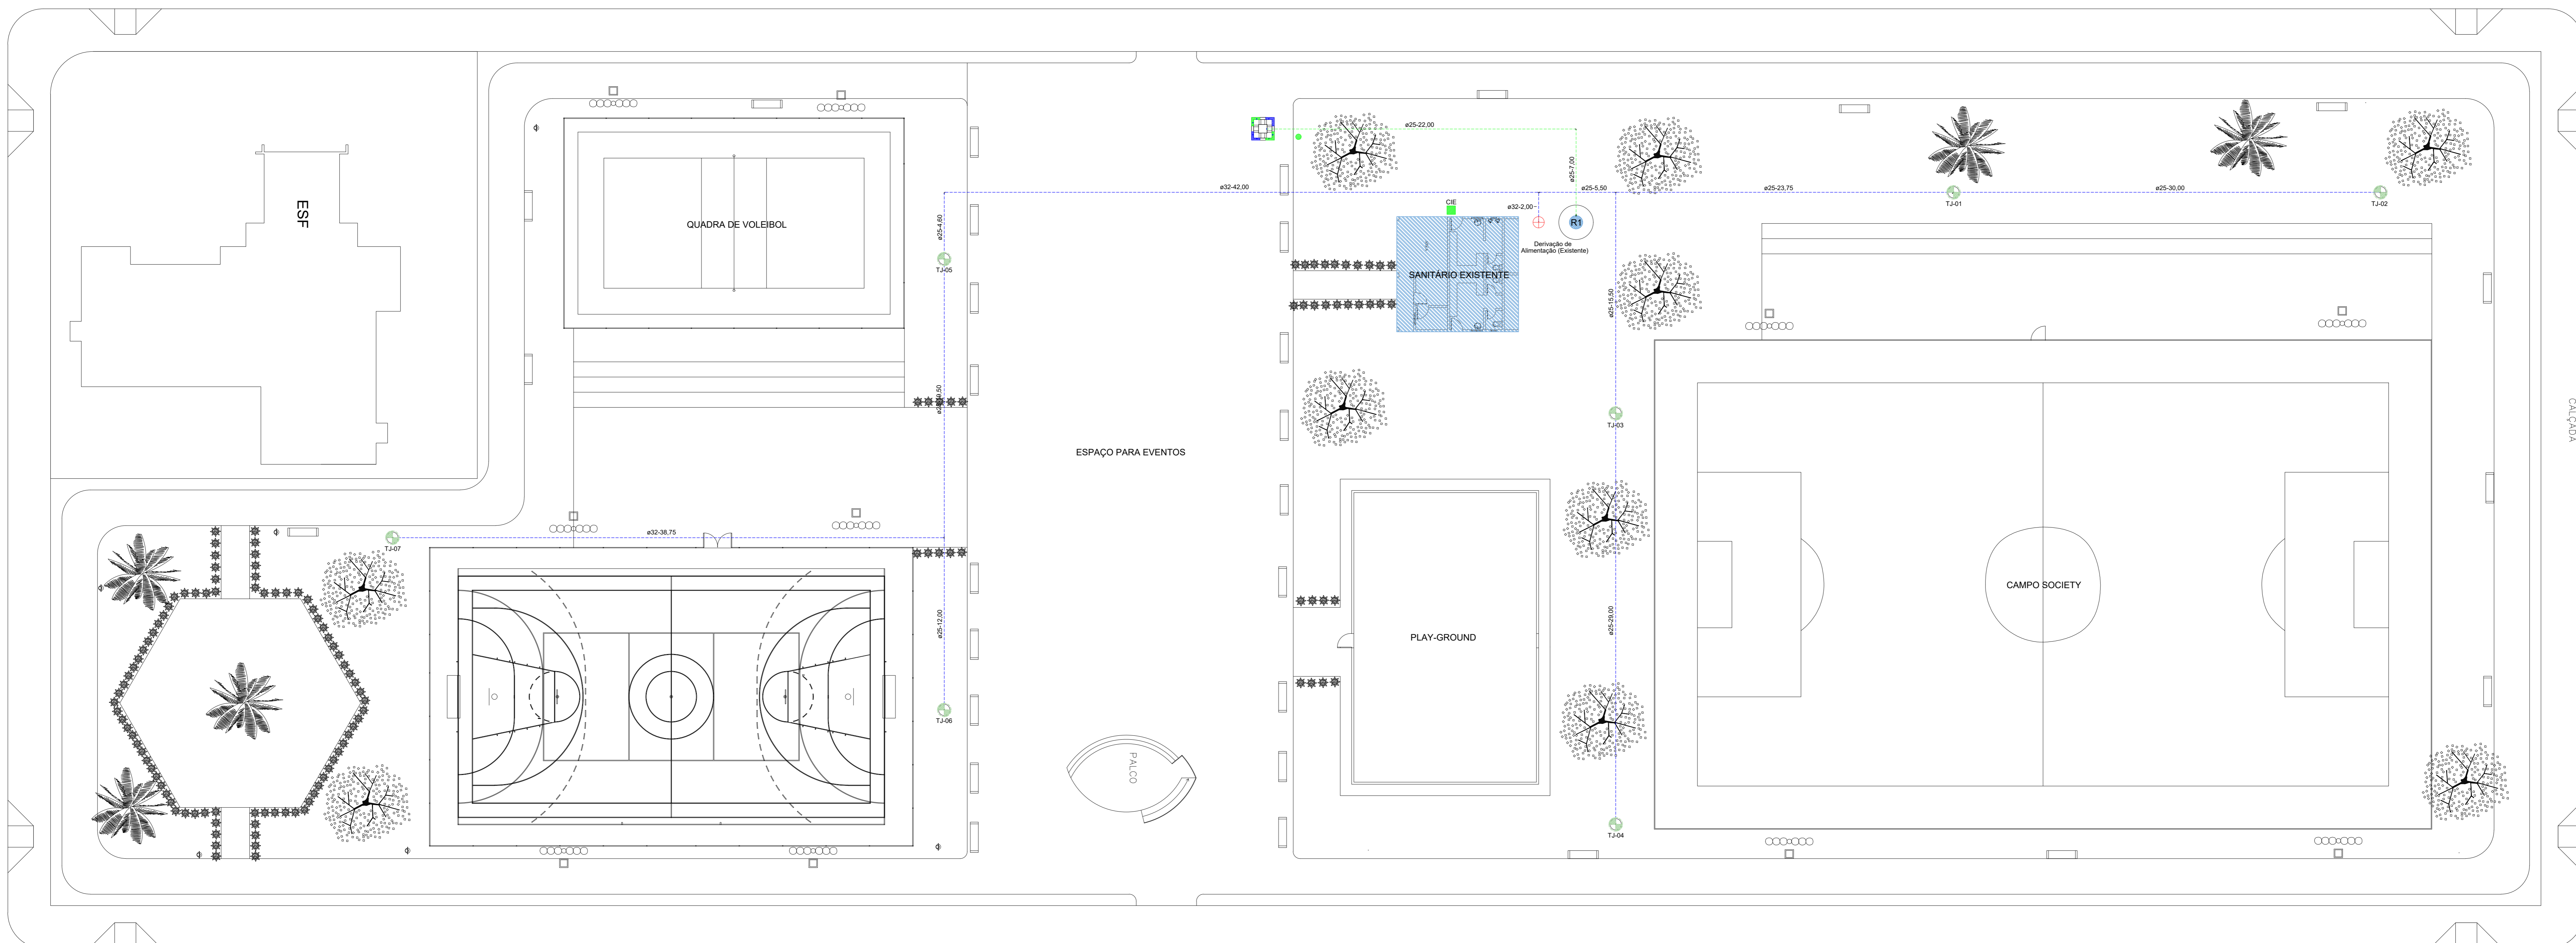 ø25-22,00
ø25-7,00
ø32-42,00
ø25-5,50
ø25-23,75
ø25-30,00
TJ-01
TJ-02
ESF
QUADRA DE VOLEIBOL
ø25-4,60
TJ-05
CIE
ø32-2,00
R1
Derivação de
Alimentação (Existente)
SANITÁRIO EXISTENTE
ø25-15,50
TJ-03
CALÇADA
ESPAÇO PARA EVENTOS
ø32-38,75
TJ-07
CAMPO SOCIETY
ø25-12,00
ø25-29,00
PLAY-GROUND
TJ-06
PALCO
TJ-04